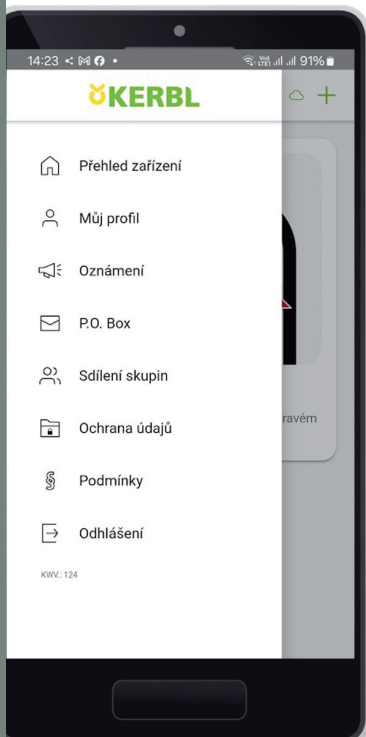 14:23
91%
KERBL
Přehled zařízení
Můj profil
Oznámení
P.O. Box
Sdílení skupin
ravém
Ochrana údajů
Podmínky
Odhlášení
KWV.: 124